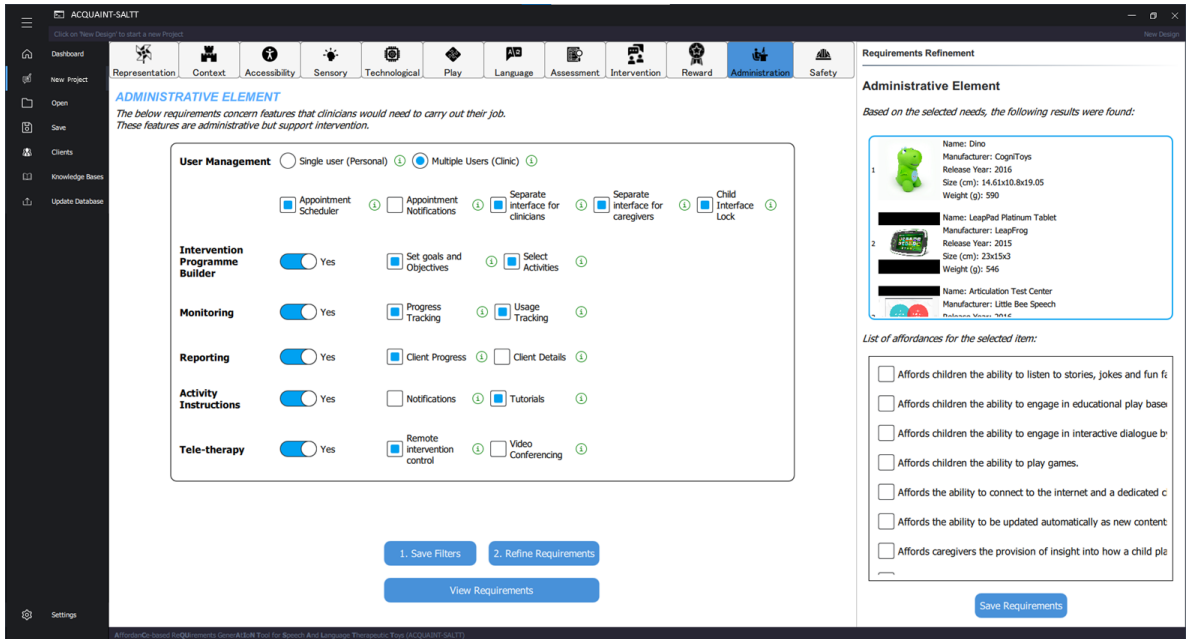 ACQUAINT-SALTT
Click on 'New Design' to start a new Project
New Design
Dashboard
New Project
Open
Save
Clients
Knowledge Bases
Update Database
Settings
Representation
Context
Accessibility
Sensory
Technological
Play
Language
Assessment
Intervention
Reward
Administration
Safety
ADMINISTRATIVE ELEMENT
The below requirements concern features that clinicians would need to carry out their job.
These features are administrative but support intervention.
User Management
Single user (Personal)
Multiple Users (Clinic)
Appointment
Scheduler
Appointment
Notifications
Separate
interface for
clinicians
Separate
interface for
caregivers
Child
Interface
Lock
Intervention
Programme
Builder
Yes
Set goals and
Objectives
Select
Activities
Monitoring
Yes
Progress
Tracking
Usage
Tracking
Reporting
Yes
Client Progress
Client Details
Activity
Instructions
Yes
Notifications
Tutorials
Tele-therapy
Yes
Remote
intervention
control
Video
Conferencing
1. Save Filters
2. Refine Requirements
View Requirements
Requirements Refinement
Administrative Element
Based on the selected needs, the following results were found:
1
Name: Dino
Manufacturer: CogniToys
Release Year: 2016
Size (cm): 14.61x10.8x19.05
Weight (g): 590
2
Name: LeapPad Platinum Tablet
Manufacturer: LeapFrog
Release Year: 2015
Size (cm): 23x15x3
Weight (g): 546
Name: Articulation Test Center
Manufacturer: Little Bee Speech
Release Year: 2016
List of affordances for the selected item:
Affords children the ability to listen to stories, jokes and fun fa
Affords children the ability to engage in educational play base
Affords children the ability to engage in interactive dialogue b
Affords children the ability to play games.
Affords the ability to connect to the internet and a dedicated c
Affords the ability to be updated automatically as new content
Affords caregivers the provision of insight into how a child pla
Save Requirements
AffordanCe-based ReQUirements GenerAtIoN Tool for Speech And Language Therapeutic Toys (ACQUAINT-SALTT)